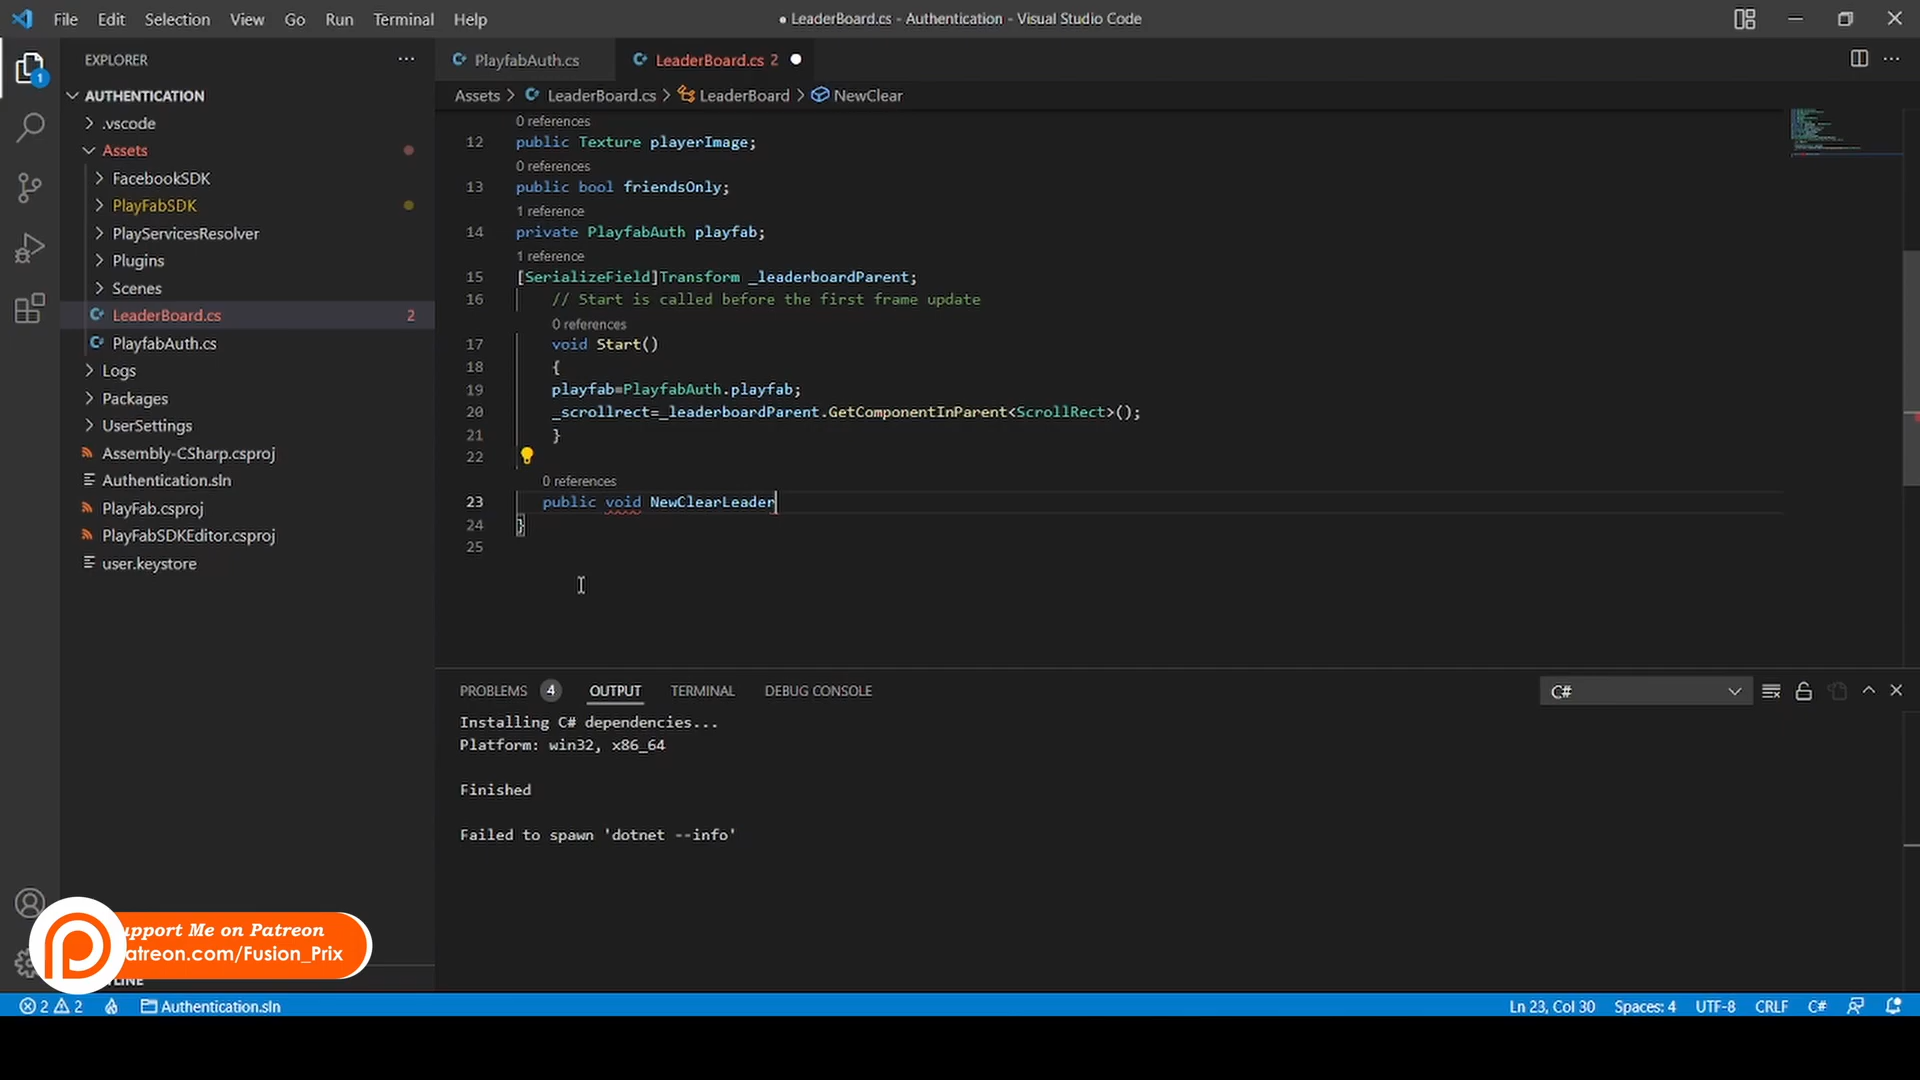 File Edit Selection View Go Run Terminal Help
● LeaderBoard.cs - Authentication - Visual Studio Code
EXPLORER
AUTHENTICATION
.vscode
Assets
FacebookSDK
PlayFabSDK
PlayServicesResolver
Plugins
Scenes
LeaderBoard.cs 2
PlayfabAuth.cs
Logs
Packages
UserSettings
Assembly-CSharp.csproj
Authentication.sln
PlayFab.csproj
PlayFabSDKEditor.csproj
user.keystore
1
PlayfabAuth.cs
LeaderBoard.cs 2
Assets > LeaderBoard.cs > LeaderBoard > NewClear
0 references
12 public Texture playerImage;
0 references
13 public bool friendsOnly;
1 reference
14 private PlayfabAuth playfab;
1 reference
15 [SerializeField]Transform _leaderboardParent;
16 // Start is called before the first frame update
0 references
17 void Start()
18 {
19 playfab=PlayfabAuth.playfab;
20 _scrollrect=_leaderboardParent.GetComponentInParent<ScrollRect>();
21 }
22
0 references
23 public void NewClearLeader
24 }
25
PROBLEMS 4 OUTPUT TERMINAL DEBUG CONSOLE
C#
Installing C# dependencies...
Platform: win32, x86_64
Finished
Failed to spawn 'dotnet --info'
upport Me on Patreon
atreon.com/Fusion_Prix
LINE
2 2 Authentication.sln
Ln 23, Col 30 Spaces: 4 UTF-8 CRLF C#